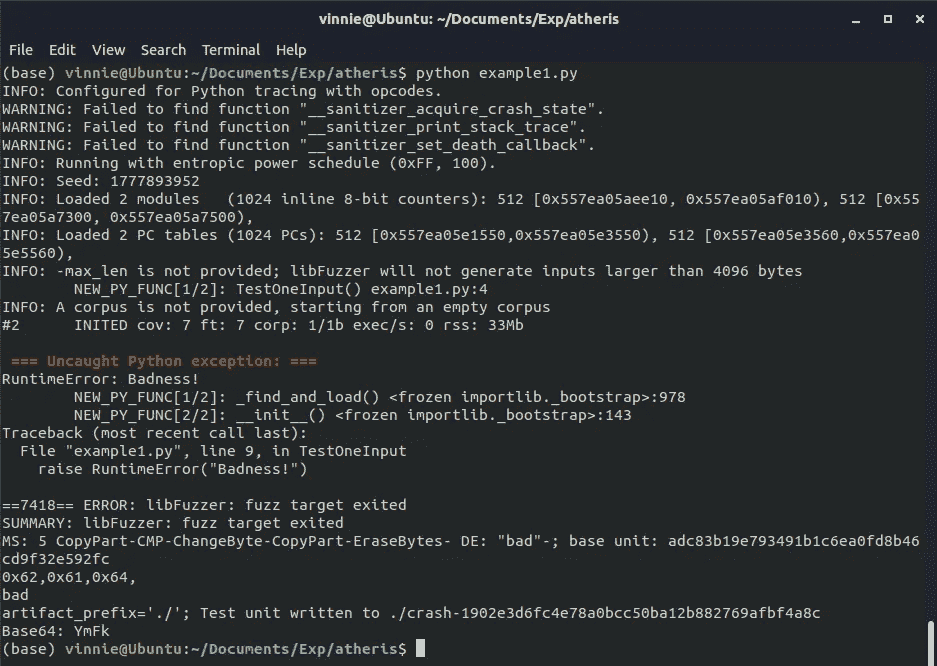 vinnie@Ubuntu: ~/Documents/Exp/atheris
File Edit View Search Terminal Help
(base) vinnie@Ubuntu:~/Documents/Exp/atheris$ python example1.py
INFO: Configured for Python tracing with opcodes.
WARNING: Failed to find function "__sanitizer_acquire_crash_state".
WARNING: Failed to find function "__sanitizer_print_stack_trace".
WARNING: Failed to find function "__sanitizer_set_death_callback".
INFO: Running with entropic power schedule (0xFF, 100).
INFO: Seed: 1777893952
INFO: Loaded 2 modules   (1024 inline 8-bit counters): 512 [0x557ea05aee10, 0x557ea05af010), 512 [0x55
7ea05a7300, 0x557ea05a7500),
INFO: Loaded 2 PC tables (1024 PCs): 512 [0x557ea05e1550,0x557ea05e3550), 512 [0x557ea05e3560,0x557ea0
5e5560),
INFO: -max_len is not provided; libFuzzer will not generate inputs larger than 4096 bytes
NEW_PY_FUNC[1/2]: TestOneInput() example1.py:4
INFO: A corpus is not provided, starting from an empty corpus
#2      INITED cov: 7 ft: 7 corp: 1/1b exec/s: 0 rss: 33Mb
=== Uncaught Python exception: ===
RuntimeError: Badness!
NEW_PY_FUNC[1/2]: _find_and_load() <frozen importlib._bootstrap>:978
NEW_PY_FUNC[2/2]: __init__() <frozen importlib._bootstrap>:143
Traceback (most recent call last):
File "example1.py", line 9, in TestOneInput
raise RuntimeError("Badness!")
==7418== ERROR: libFuzzer: fuzz target exited
SUMMARY: libFuzzer: fuzz target exited
MS: 5 CopyPart-CMP-ChangeByte-CopyPart-EraseBytes- DE: "bad"-; base unit: adc83b19e793491b1c6ea0fd8b46
cd9f32e592fc
0x62,0x61,0x64,
bad
artifact_prefix='./'; Test unit written to ./crash-1902e3d6fc4e78a0bcc50ba12b882769afbf4a8c
Base64: YmFk
(base) vinnie@Ubuntu:~/Documents/Exp/atheris$